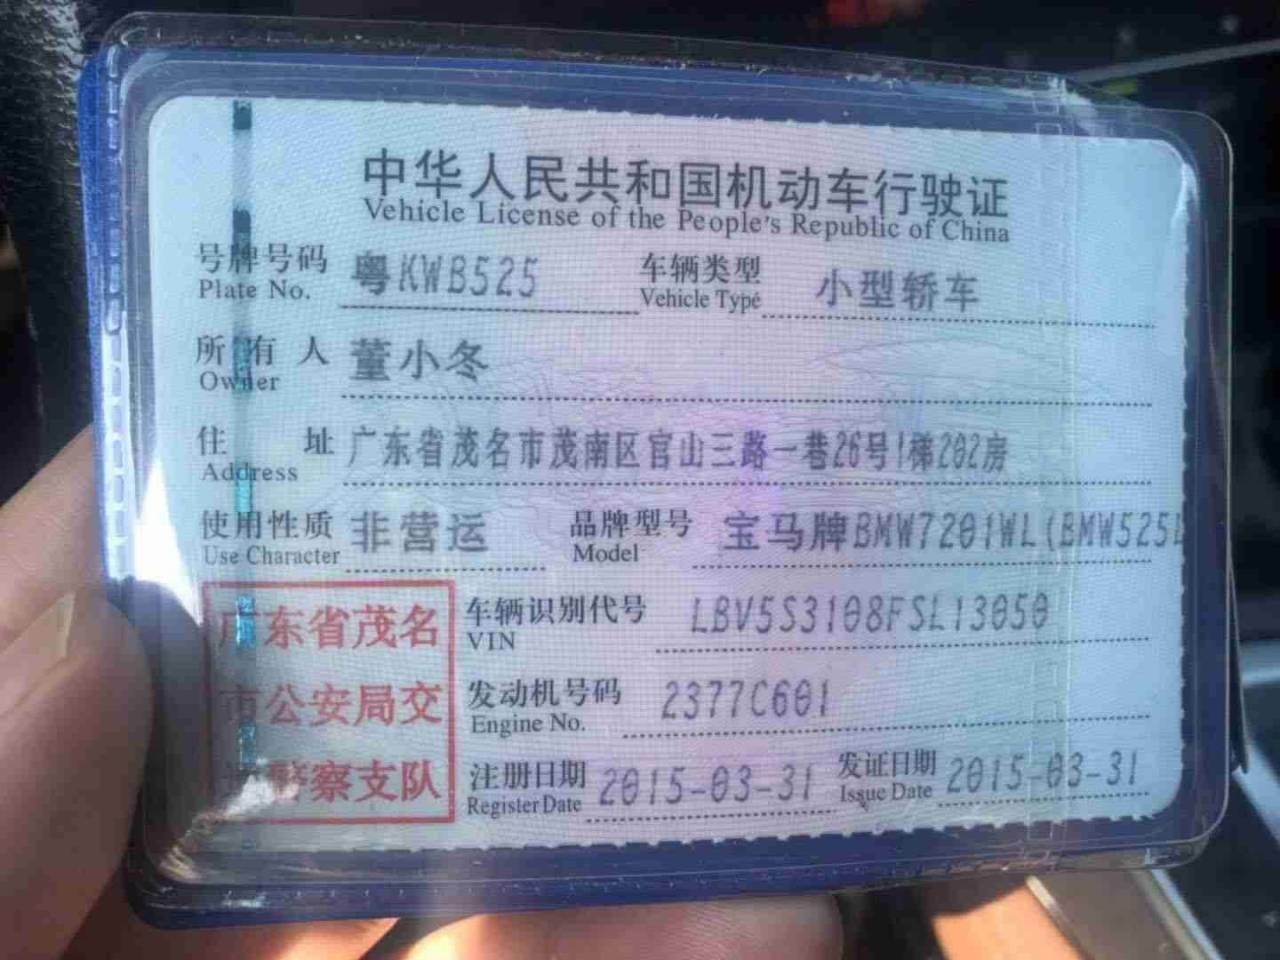 中华人民共和国机动车行驶证
Vehicle License of the People's Republic of China
号牌号码 粤KWB525 车辆类型 小型轿车
Plate No. Vehicle Type
所有人 董小冬
Owner
住址 广东省茂名市茂南区官山三路一巷26号1梯202房
Address
使用性质 非营运 品牌型号 宝马牌BMW7201WL(BMW525L
Use Character Model
广东省茂名 车辆识别代号 LBV5S3108FSL13050
VIN
市公安局交 发动机号码 2377C601
Engine No.
警察支队 注册日期 2015-03-31 发证日期 2015-03-31
Register Date Issue Date